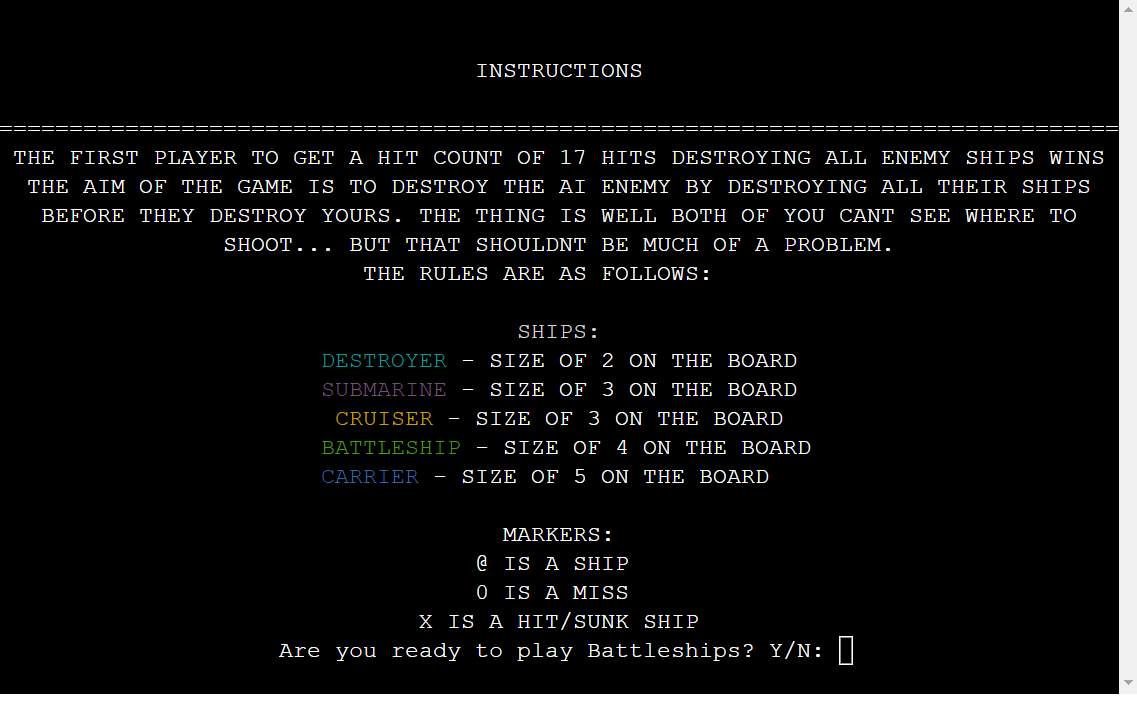 INSTRUCTIONS
================================================================================
THE FIRST PLAYER TO GET A HIT COUNT OF 17 HITS DESTROYING ALL ENEMY SHIPS WINS
THE AIM OF THE GAME IS TO DESTROY THE AI ENEMY BY DESTROYING ALL THEIR SHIPS
BEFORE THEY DESTROY YOURS. THE THING IS WELL BOTH OF YOU CANT SEE WHERE TO
SHOOT... BUT THAT SHOULDNT BE MUCH OF A PROBLEM.
THE RULES ARE AS FOLLOWS:
SHIPS:
DESTROYER - SIZE OF 2 ON THE BOARD
SUBMARINE - SIZE OF 3 ON THE BOARD
CRUISER - SIZE OF 3 ON THE BOARD
BATTLESHIP - SIZE OF 4 ON THE BOARD
CARRIER - SIZE OF 5 ON THE BOARD
MARKERS:
@ IS A SHIP
O IS A MISS
X IS A HIT/SUNK SHIP
Are you ready to play Battleships? Y/N: